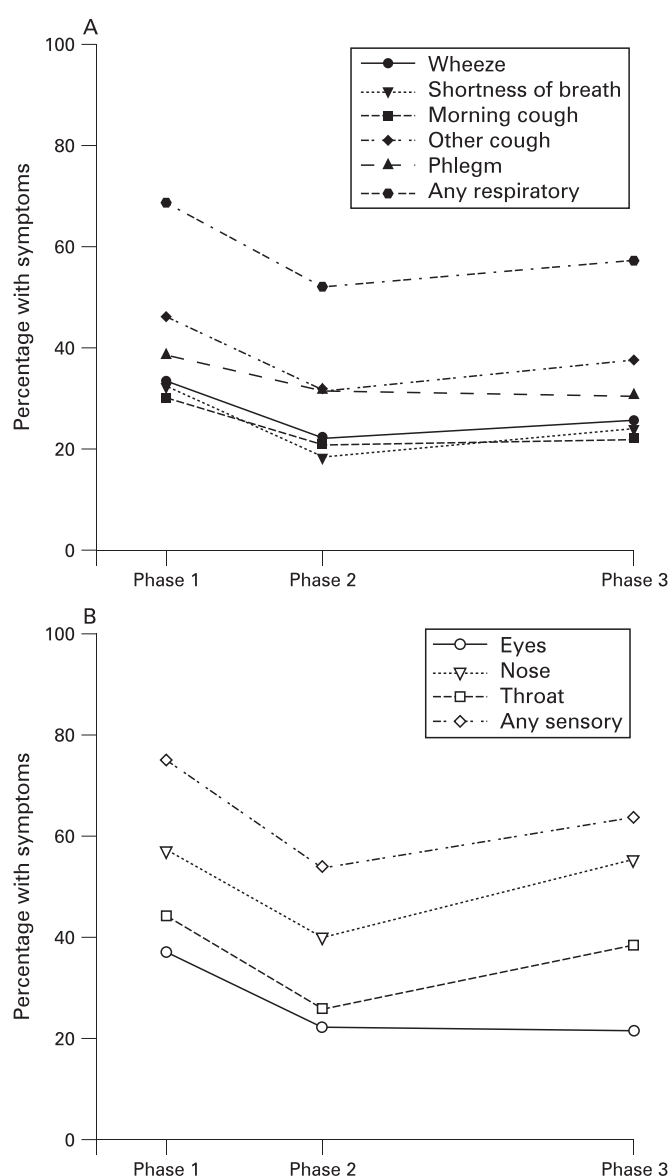 A
100
80
60
40
20
0
Percentage with symptoms
Wheeze
Shortness of breath
Morning cough
Other cough
Phlegm
Any respiratory
Phase 1
Phase 2
Phase 3
B
100
80
60
40
20
0
Percentage with symptoms
Eyes
Nose
Throat
Any sensory
Phase 1
Phase 2
Phase 3